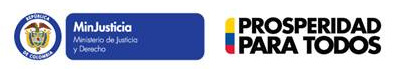 REPÚBLICA
DE COLOMBIA
MinJusticia
Ministerio de Justicia
y Derecho
PROSPERIDAD
PARA TODOS